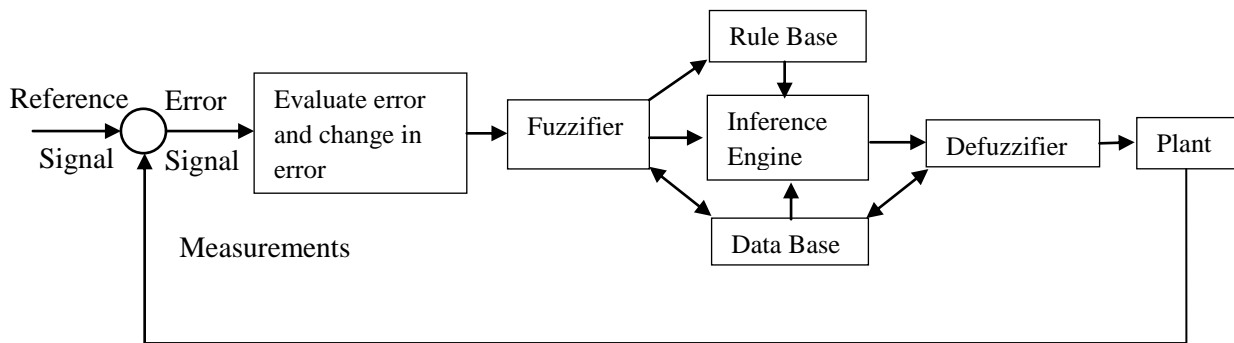 Rule Base
Reference
Signal
Error
Signal
Evaluate error
and change in
error
Fuzzifier
Inference
Engine
Defuzzifier
Plant
Data Base
Measurements